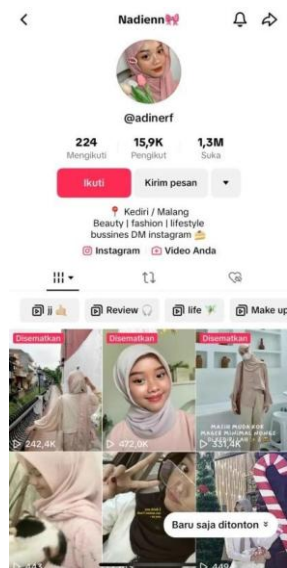 Nadienn🎀
@adinerf
224 15,9K 1,3M
Mengikuti Pengikut Suka
Ikuti Kirim pesan
📍 Kediri / Malang
Beauty | fashion | lifestyle
bussines DM instagram 📩
Instagram Video Anda
jj Review life Make up
Disematkan Disematkan Disematkan
242,4K 472,0K 331,4K
Baru saja ditonton